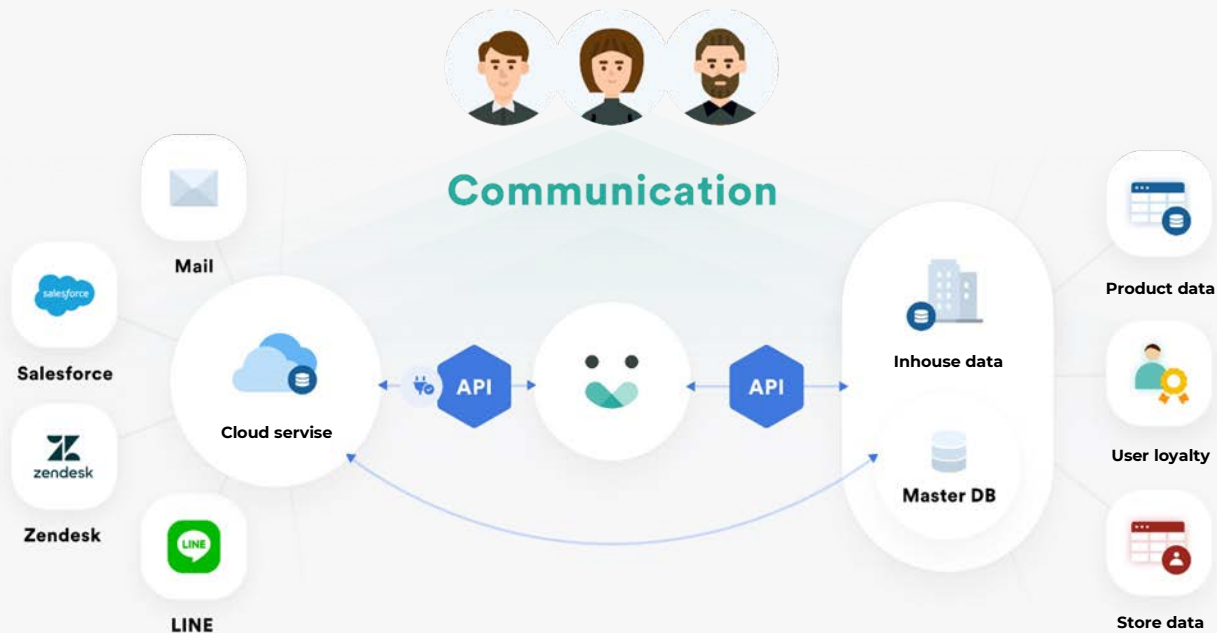 Communication
Mail
salesforce
Salesforce
zendesk
Zendesk
LINE
LINE
Cloud servise
API
API
Inhouse data
Master DB
Product data
User loyalty
Store data